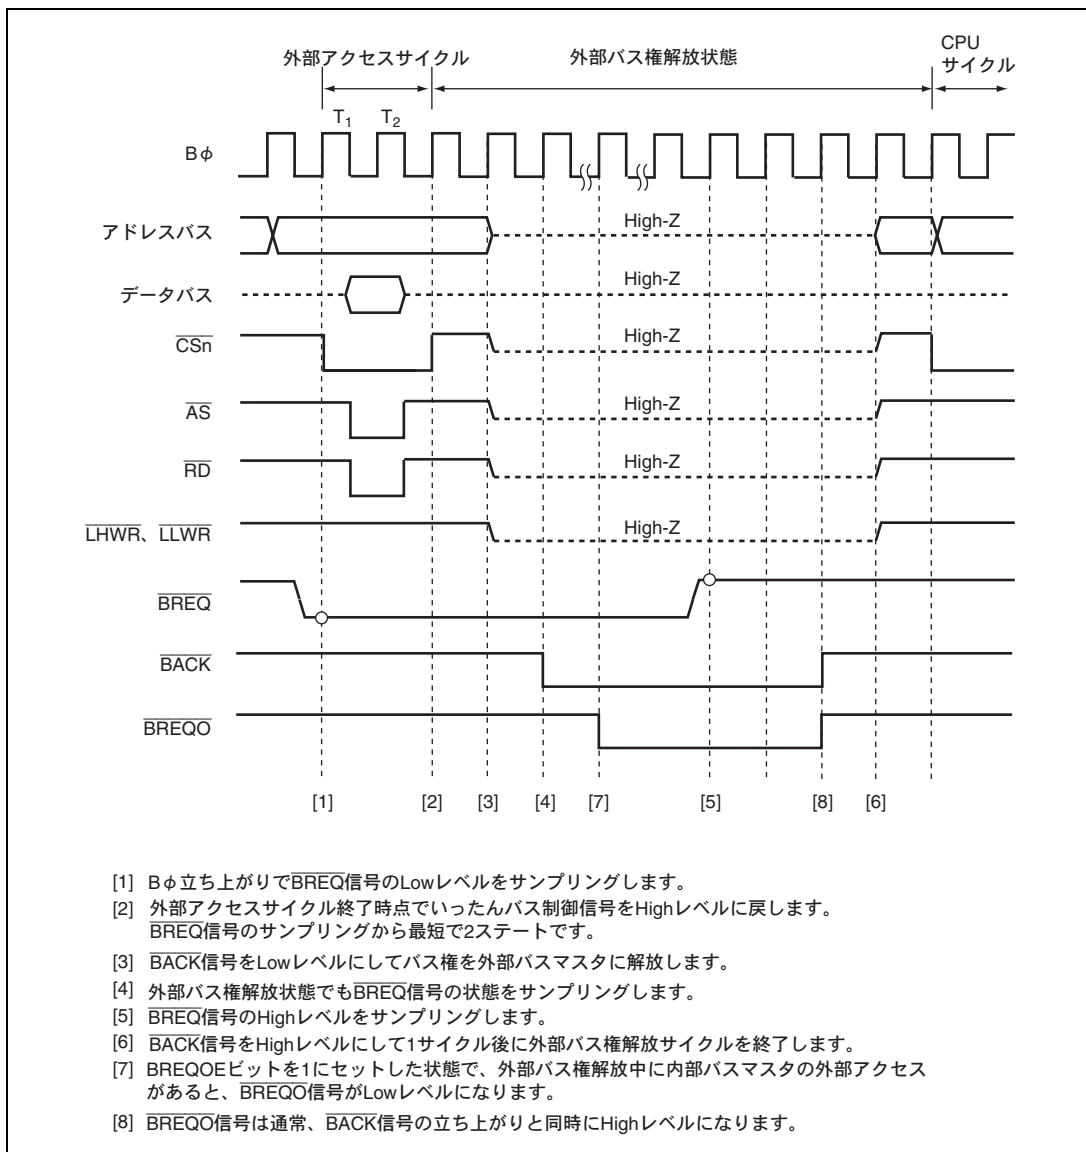 外部アクセスサイクル 外部バス権解放状態 CPU
サイクル
T1 T2
Bφ
アドレスバス High-Z
データバス High-Z
CSn High-Z
AS High-Z
RD High-Z
LHWR、LLWR High-Z
BREQ
BACK
BREQO
[1] [2] [3] [4] [7] [5] [8] [6]
[1] Bφ立ち上がりでBREQ信号のLowレベルをサンプリングします。
[2] 外部アクセスサイクル終了時点でいったんバス制御信号をHighレベルに戻します。
BREQ信号のサンプリングから最短で2ステートです。
[3] BACK信号をLowレベルにしてバス権を外部バスマスタに解放します。
[4] 外部バス権解放状態でもBREQ信号の状態をサンプリングします。
[5] BREQ信号のHighレベルをサンプリングします。
[6] BACK信号をHighレベルにして1サイクル後に外部バス権解放サイクルを終了します。
[7] BREQOEビットを1にセットした状態で、外部バス権解放中に内部バスマスタの外部アクセス
があると、BREQO信号がLowレベルになります。
[8] BREQO信号は通常、BACK信号の立ち上がりと同時にHighレベルになります。